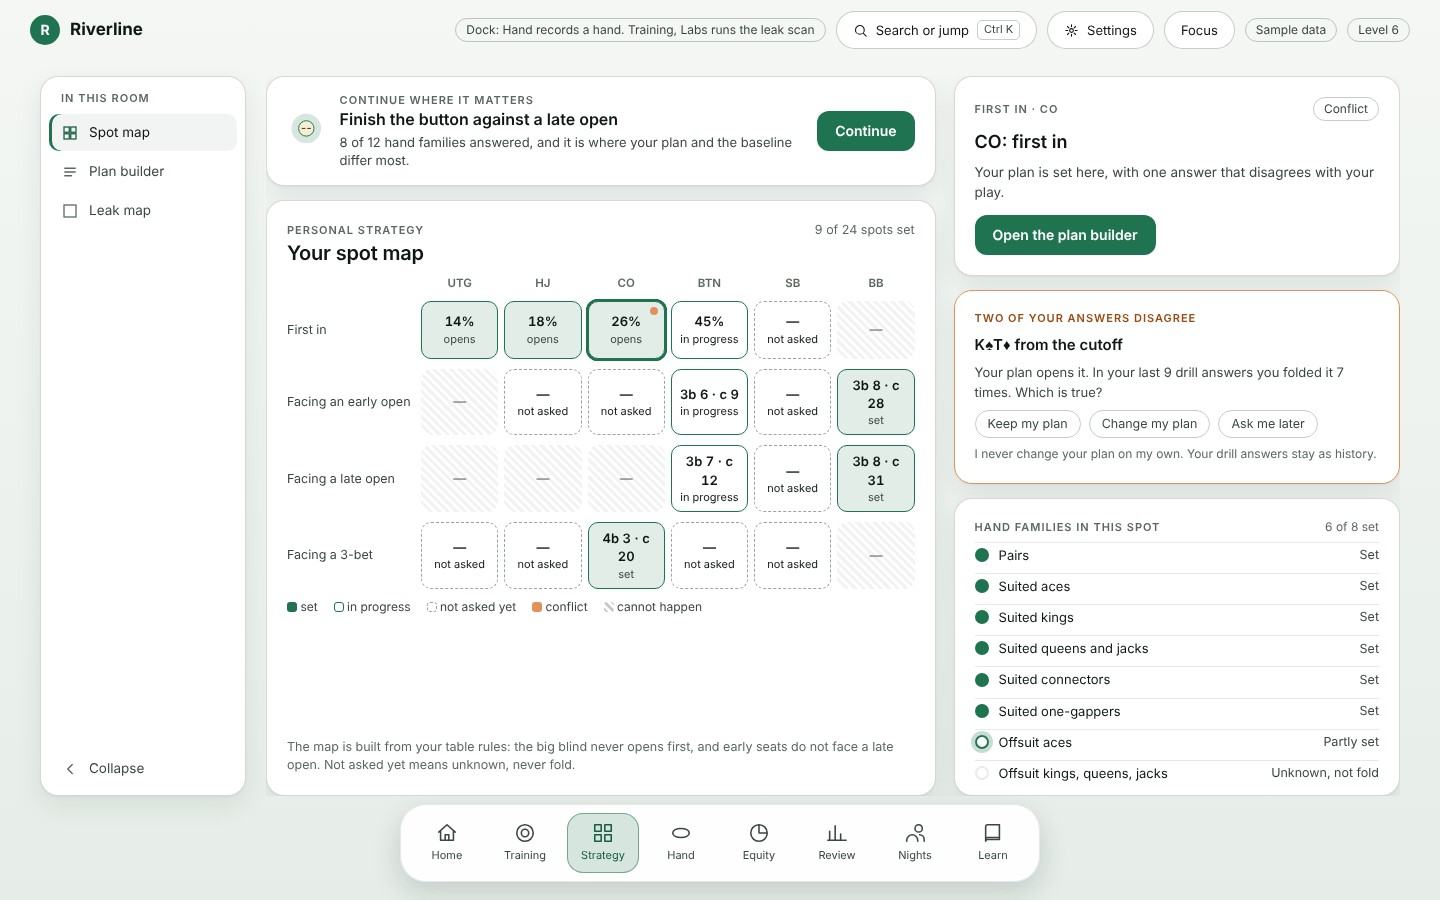 R Riverline
Dock: Hand records a hand. Training, Labs runs the leak scan
Search or jump Ctrl K
Settings
Focus
Sample data
Level 6
IN THIS ROOM
Spot map
Plan builder
Leak map
Collapse
CONTINUE WHERE IT MATTERS
Finish the button against a late open
8 of 12 hand families answered, and it is where your plan and the baseline
differ most.
Continue
PERSONAL STRATEGY
9 of 24 spots set
Your spot map
UTG HJ CO BTN SB BB
First in
14%
opens
18%
opens
26%
opens
45%
in progress
—
not asked
—
Facing an early open
—
—
not asked
—
not asked
3b 6 · c 9
in progress
—
not asked
3b 8 · c
28
set
Facing a late open
—
—
—
3b 7 · c
12
in progress
—
not asked
3b 8 · c
31
set
Facing a 3-bet
—
not asked
—
not asked
4b 3 · c
20
set
—
not asked
—
not asked
—
set in progress not asked yet conflict cannot happen
The map is built from your table rules: the big blind never opens first, and early seats do not face a late
open. Not asked yet means unknown, never fold.
FIRST IN · CO
Conflict
CO: first in
Your plan is set here, with one answer that disagrees with your
play.
Open the plan builder
TWO OF YOUR ANSWERS DISAGREE
K♠T♦ from the cutoff
Your plan opens it. In your last 9 drill answers you folded it 7
times. Which is true?
Keep my plan
Change my plan
Ask me later
I never change your plan on my own. Your drill answers stay as history.
HAND FAMILIES IN THIS SPOT
6 of 8 set
Pairs Set
Suited aces Set
Suited kings Set
Suited queens and jacks Set
Suited connectors Set
Suited one-gappers Set
Offsuit aces Partly set
Offsuit kings, queens, jacks Unknown, not fold
Home
Training
Strategy
Hand
Equity
Review
Nights
Learn